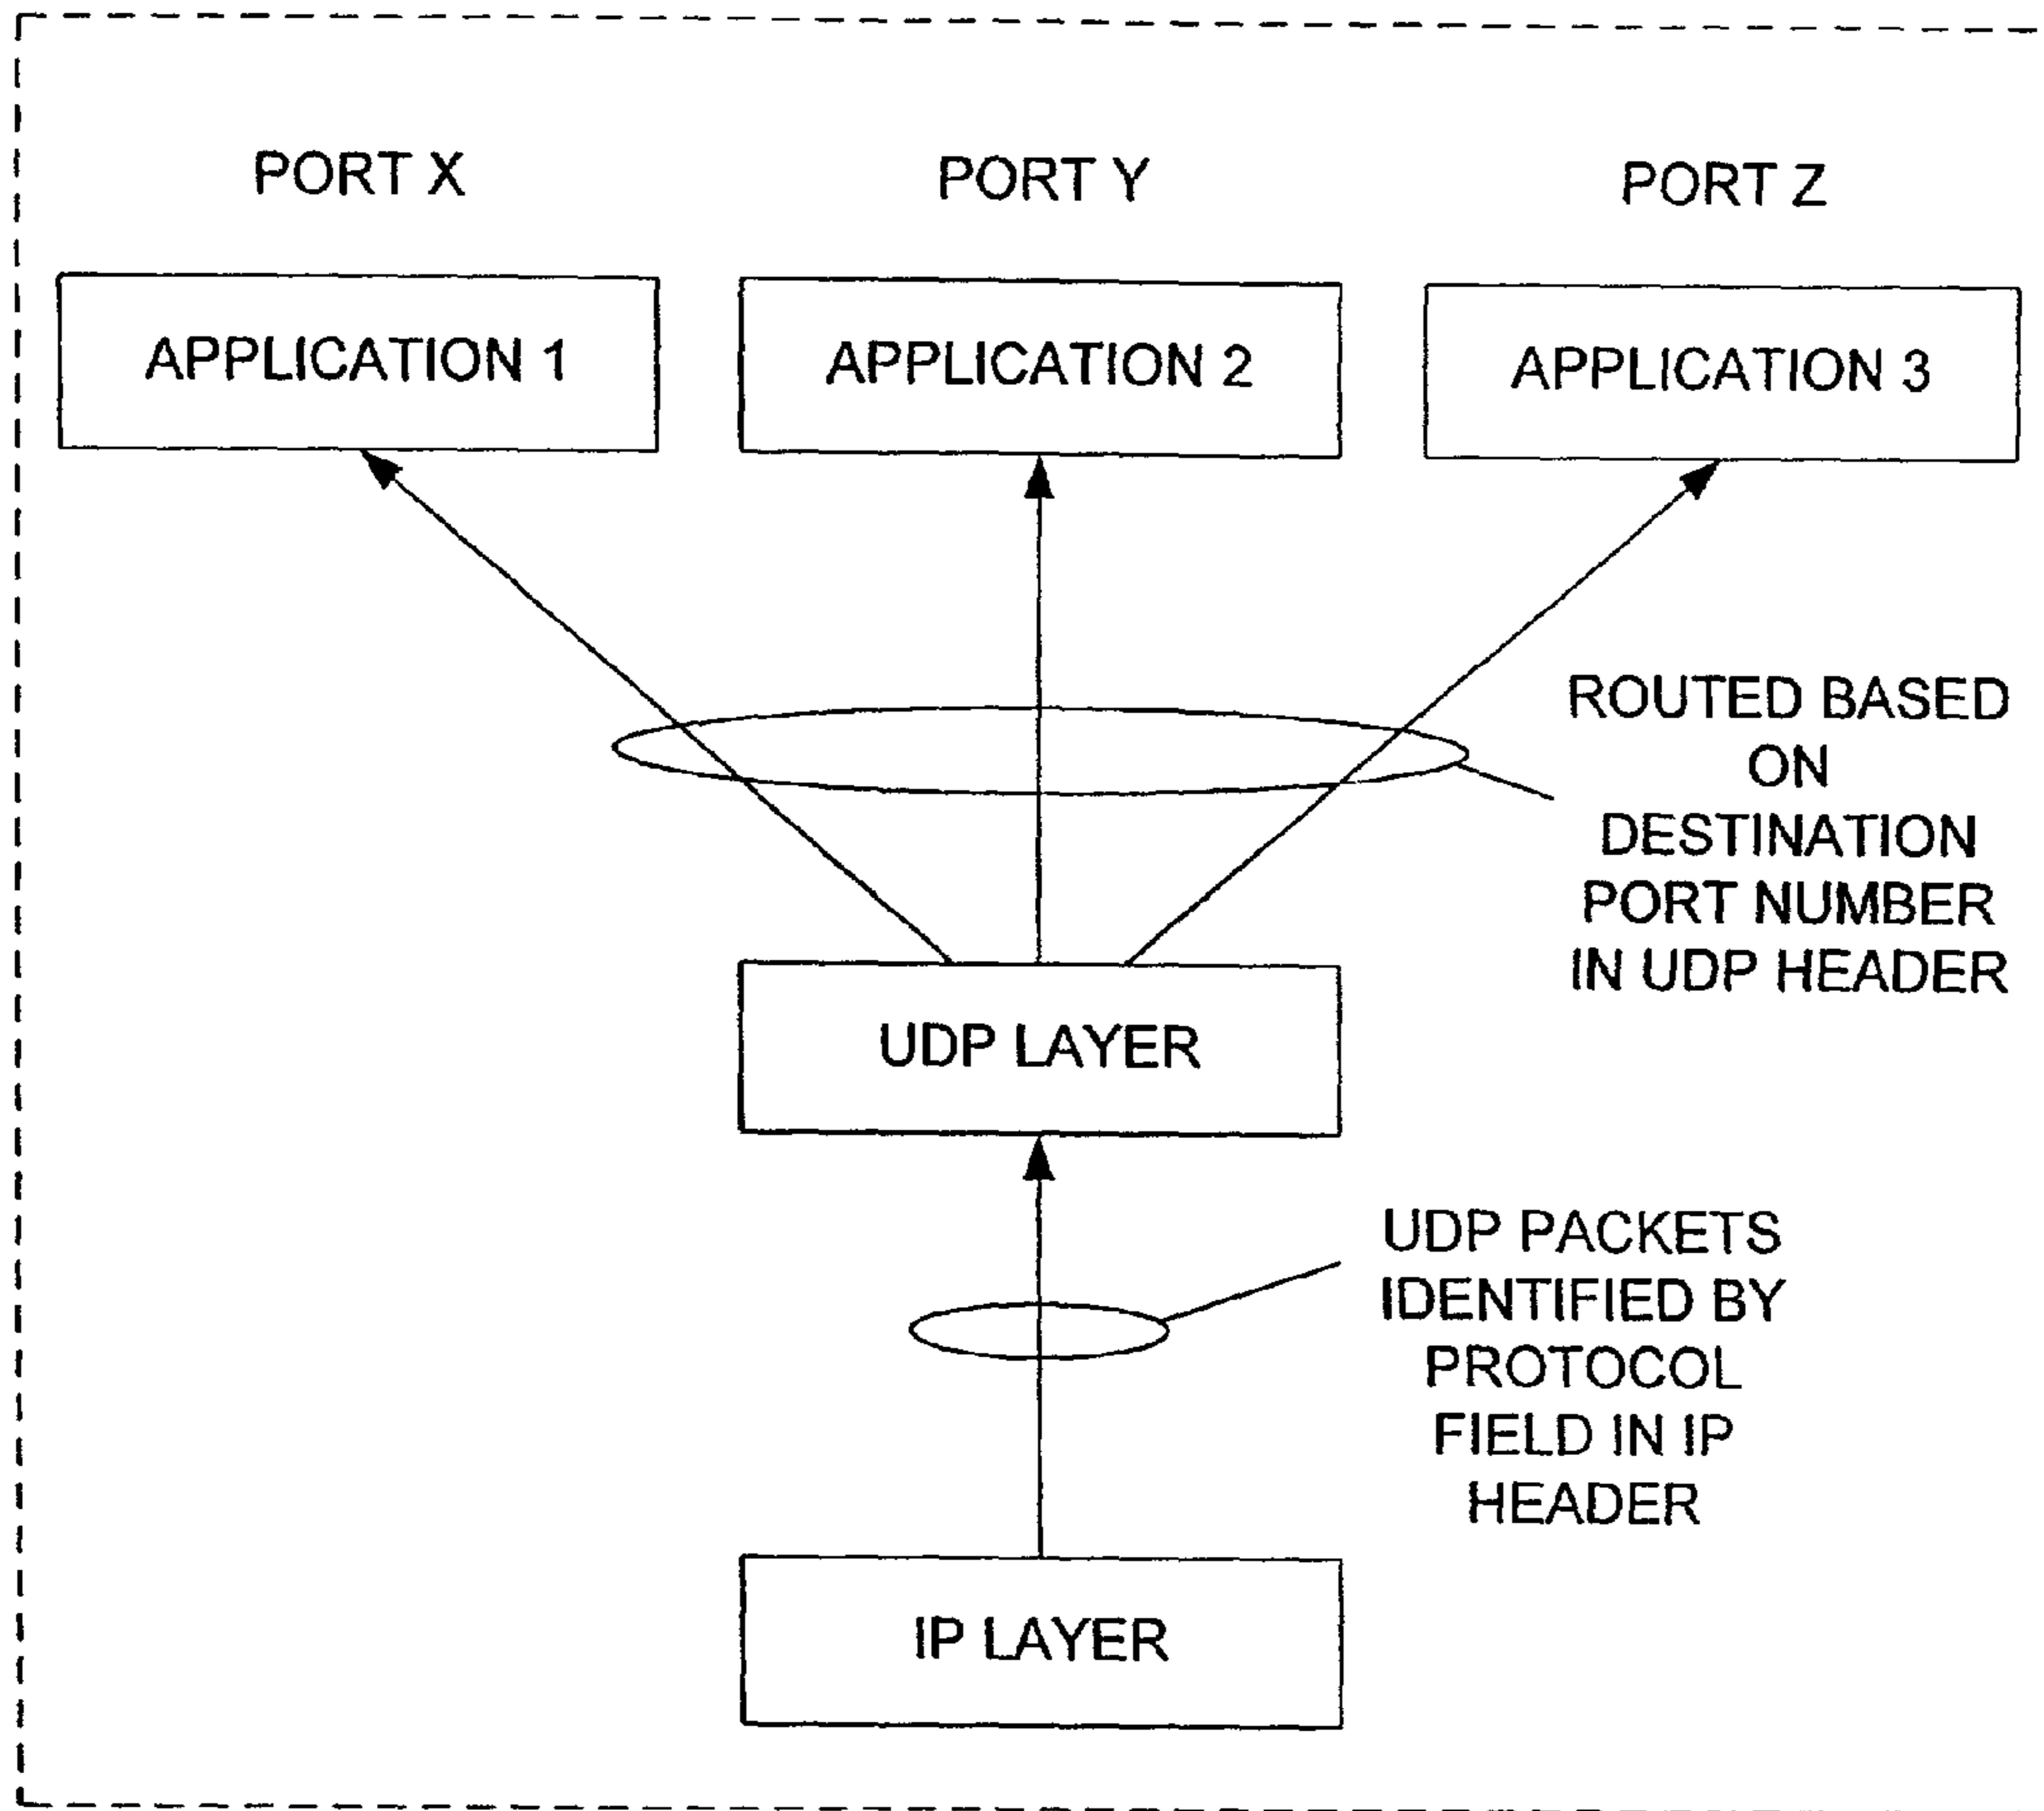 PORT X
PORT Y
PORT Z
APPLICATION 1
APPLICATION 2
APPLICATION 3
ROUTED BASED
ON
DESTINATION
PORT NUMBER
IN UDP HEADER
UDP LAYER
UDP PACKETS
IDENTIFIED BY
PROTOCOL
FIELD IN IP
HEADER
IP LAYER